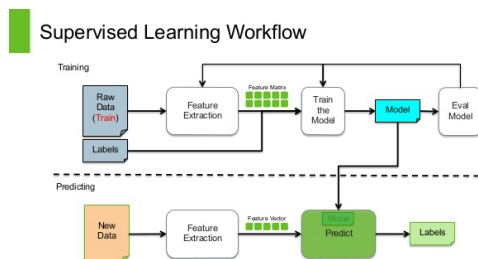 Supervised Learning Workflow
Training
Raw
Data
(Train)
Labels
Feature
Extraction
Feature Matrix
Train
the
Model
Model
Eval
Model
Predicting
New
Data
Feature
Extraction
Feature Vector
Model
Predict
Labels